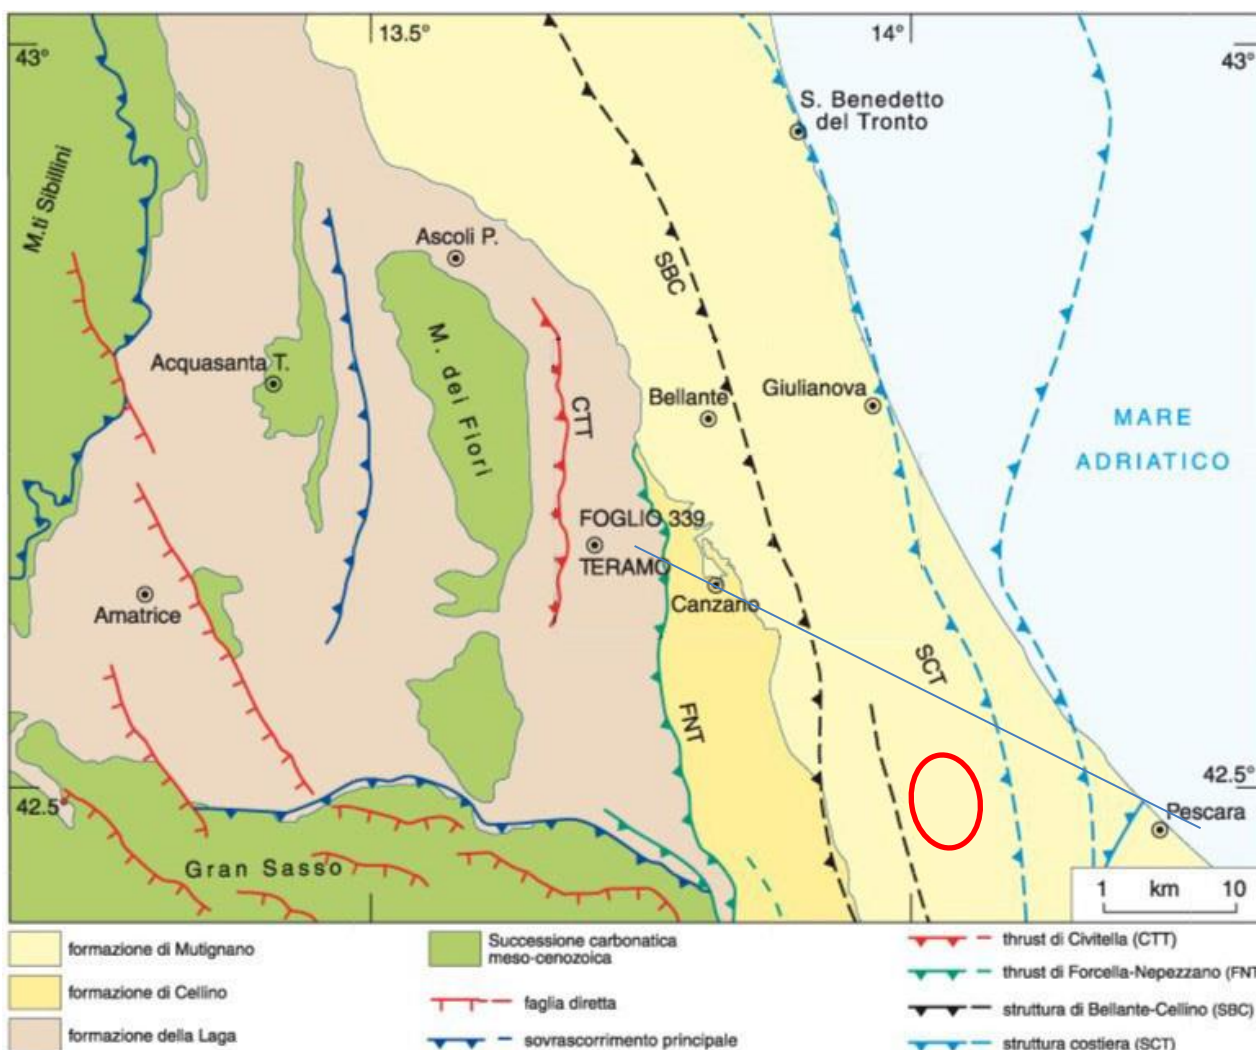 43°
13.5°
14°
43°
S. Benedetto
del Tronto
M.ti Sibillini
Ascoli P.
SBC
Acquasanta T.
M. dei Fiori
CTT
Bellante
Giulianova
MARE
ADRIATICO
FOGLIO 339
TERAMO
Canzano
Amatrice
SCT
FNT
42.5°
42.5°
Pescara
Gran Sasso
1 km 10
formazione di Mutignano
formazione di Cellino
formazione della Laga
Successione carbonatica
meso-cenozoica
faglia diretta
sovrascorrimento principale
thrust di Civitella (CTT)
thrust di Forcella-Nepezzano (FNT
struttura di Bellante-Cellino (SBC)
struttura costiera (SCT)